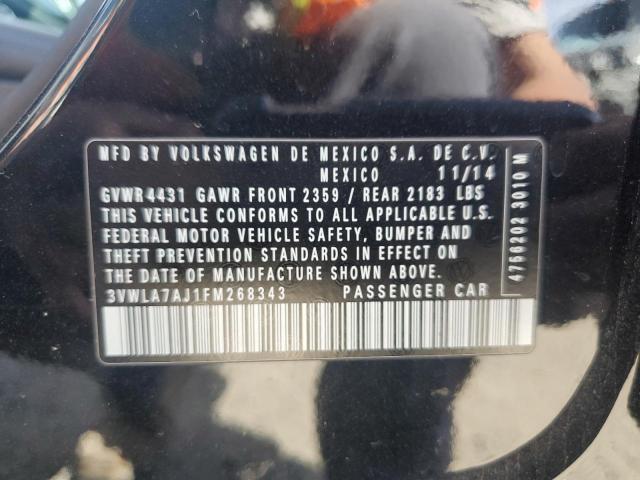 MFD BY VOLKSWAGEN DE MEXICO S.A. DE C.V.
MEXICO 11/14
GVWR4431 GAWR FRONT 2359 / REAR 2183 LBS
THIS VEHICLE CONFORMS TO ALL APPLICABLE U.S.
FEDERAL MOTOR VEHICLE SAFETY, BUMPER AND
THEFT PREVENTION STANDARDS IN EFFECT ON
THE DATE OF MANUFACTURE SHOWN ABOVE.
3VWLA7AJ1FM268343 PASSENGER CAR
4756202 3010 M